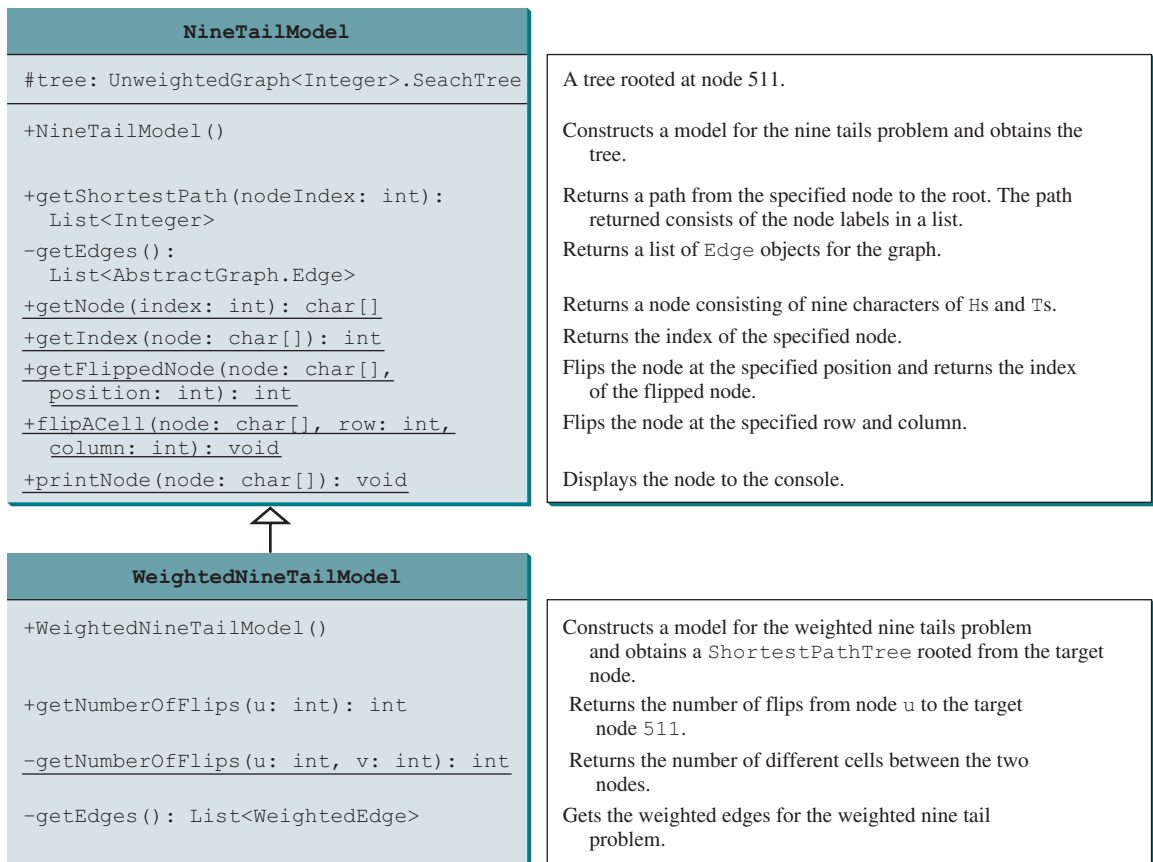 NineTailModel
#tree: UnweightedGraph<Integer>.SeachTree
A tree rooted at node 511.
+NineTailModel()
Constructs a model for the nine tails problem and obtains the
tree.
+getShortestPath(nodeIndex: int):
List<Integer>
Returns a path from the specified node to the root. The path
returned consists of the node labels in a list.
-getEdges():
List<AbstractGraph.Edge>
Returns a list of Edge objects for the graph.
+getNode(index: int): char[]
Returns a node consisting of nine characters of Hs and Ts.
+getIndex(node: char[]): int
Returns the index of the specified node.
+getFlippedNode(node: char[],
position: int): int
Flips the node at the specified position and returns the index
of the flipped node.
+flipACell(node: char[], row: int,
column: int): void
Flips the node at the specified row and column.
+printNode(node: char[]): void
Displays the node to the console.
WeightedNineTailModel
+WeightedNineTailModel()
Constructs a model for the weighted nine tails problem
and obtains a ShortestPathTree rooted from the target
node.
+getNumberOfFlips(u: int): int
Returns the number of flips from node u to the target
node 511.
-getNumberOfFlips(u: int, v: int): int
Returns the number of different cells between the two
nodes.
-getEdges(): List<WeightedEdge>
Gets the weighted edges for the weighted nine tail
problem.